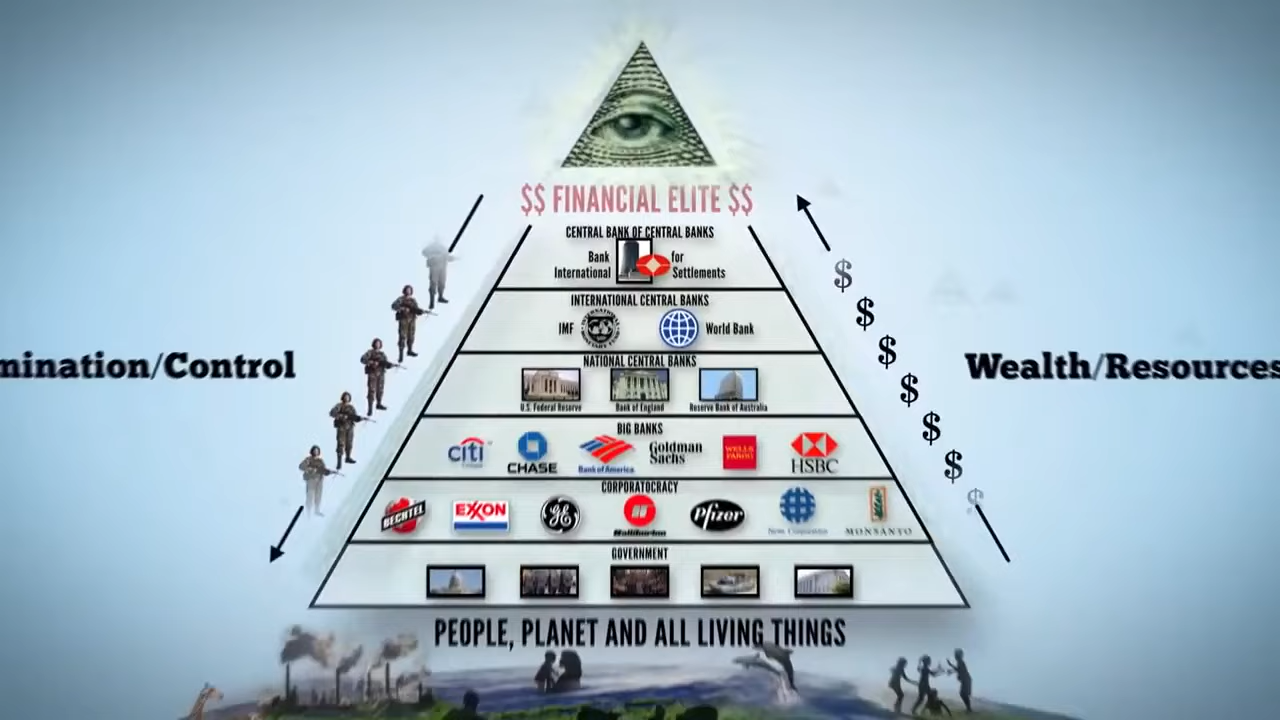 $$ FINANCIAL ELITE $$
CENTRAL BANK OF CENTRAL BANKS
Bank for
International Settlements
INTERNATIONAL CENTRAL BANKS
IMF World Bank
NATIONAL CENTRAL BANKS
U.S. Federal Reserve Bank of England Reserve Bank of Australia
mination/Control
Wealth/Resources
$
$
$
$
$
$
$
BIG BANKS
citi CHASE Bank of America Goldman Sachs WELLS FARGO HSBC
CORPORATOCRACY
BECHTEL EXXON GE Halliburton Pfizer News Corporation MONSANTO
GOVERNMENT
PEOPLE, PLANET AND ALL LIVING THINGS